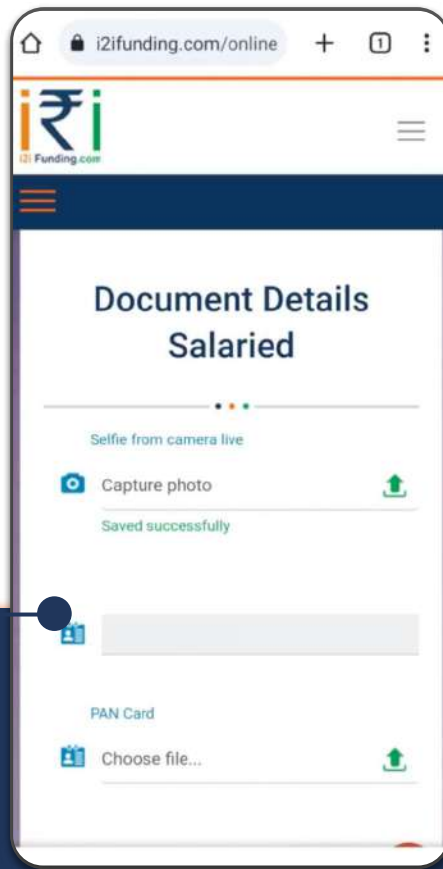 i2ifunding.com/online
1
i₹i
i2i Funding.com
Document Details
Salaried
Selfie from camera live
Capture photo
Saved successfully
PAN Card
Choose file...